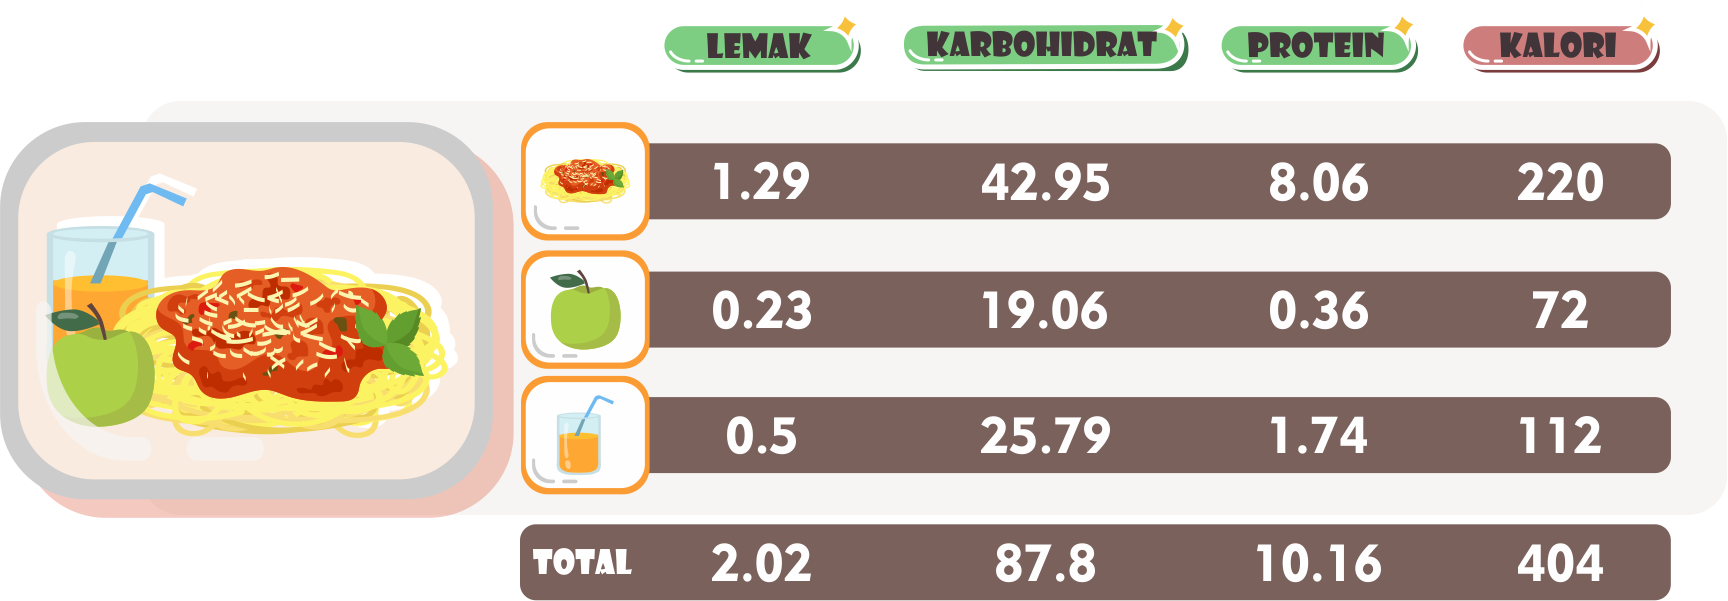 LEMAK KARBOHIDRAT PROTEIN KALORI
1.29 42.95 8.06 220
0.23 19.06 0.36 72
0.5 25.79 1.74 112
TOTAL 2.02 87.8 10.16 404